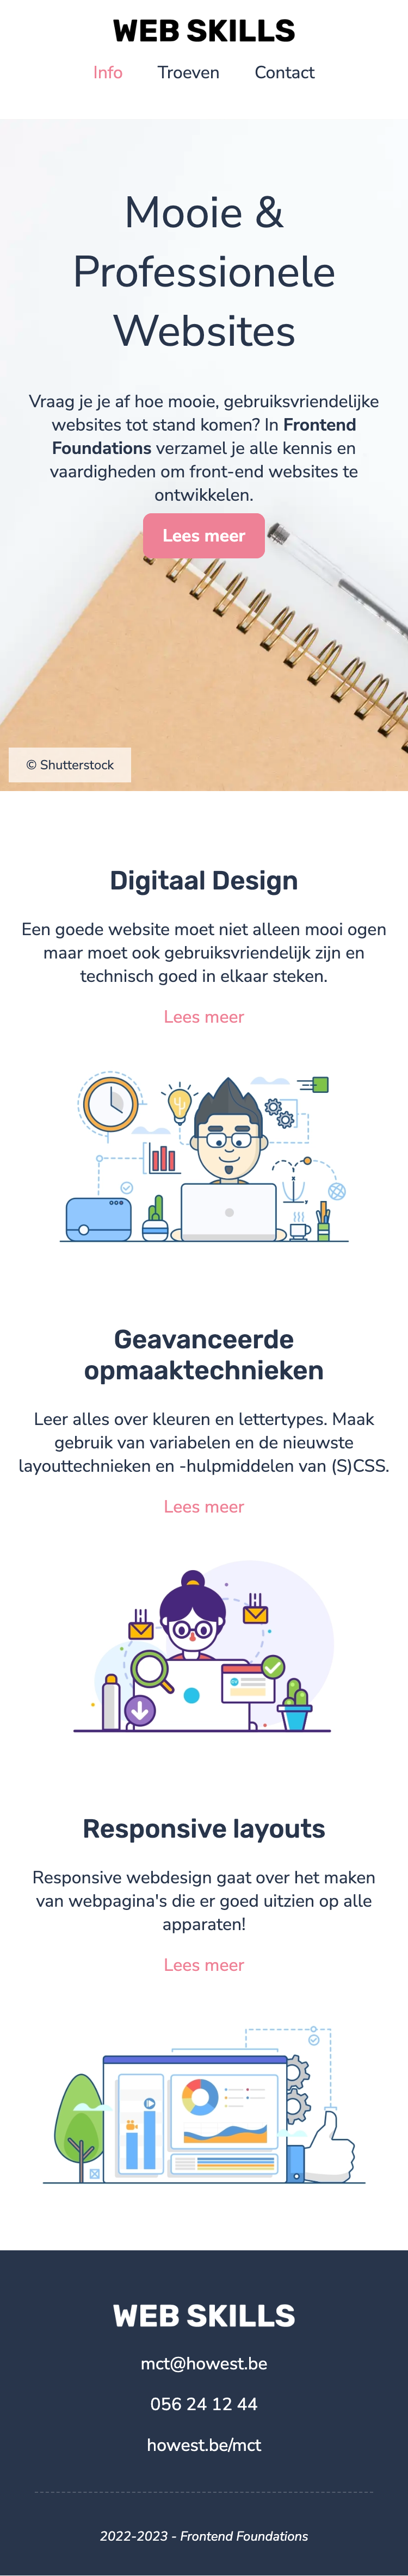 WEB SKILLS
Info Troeven Contact
Mooie &
Professionele
Websites
Vraag je je af hoe mooie, gebruiksvriendelijke
websites tot stand komen? In Frontend
Foundations verzamel je alle kennis en
vaardigheden om front-end websites te
ontwikkelen.
Lees meer
© Shutterstock
Digitaal Design
Een goede website moet niet alleen mooi ogen
maar moet ook gebruiksvriendelijk zijn en
technisch goed in elkaar steken.
Lees meer
Geavanceerde
opmaaktechnieken
Leer alles over kleuren en lettertypes. Maak
gebruik van variabelen en de nieuwste
layouttechnieken en -hulpmiddelen van (S)CSS.
Lees meer
Responsive layouts
Responsive webdesign gaat over het maken
van webpagina's die er goed uitzien op alle
apparaten!
Lees meer
WEB SKILLS
mct@howest.be
056 24 12 44
howest.be/mct
2022-2023 - Frontend Foundations